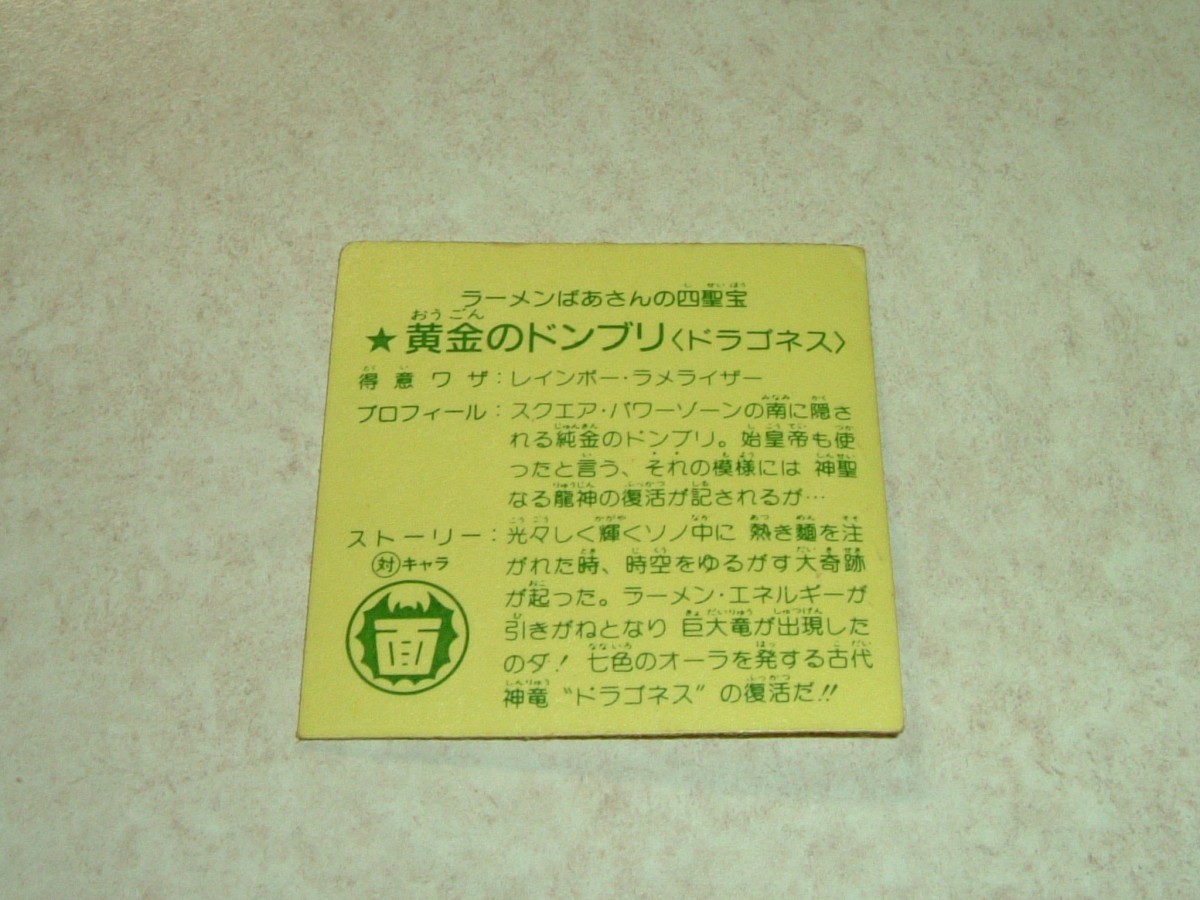 ラーメンばあさんの四聖宝
★ 黄金のドンブリ〈ドラゴネス〉
得意ワザ：レインボー・ラメライザー
プロフィール：スクエア・パワーゾーンの南に隠さ
れる純金のドンブリ。始皇帝も使
ったと言う、それの模様には 神聖
なる龍神の復活が記されるが…
ストーリー：光々しく輝くソノ中に 熱き麺を注
がれた時、時空をゆるがす大奇跡
が起った。ラーメン・エネルギーが
引きがねとなり 巨大竜が出現した
のダ！ 七色のオーラを発する古代
神竜 “ドラゴネス” の復活だ!!
対キャラ